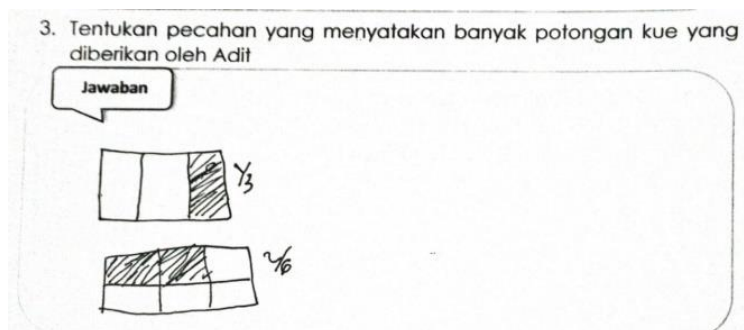 3. Tentukan pecahan yang menyatakan banyak potongan kue yang
diberikan oleh Adit
Jawaban
1/3
2/6